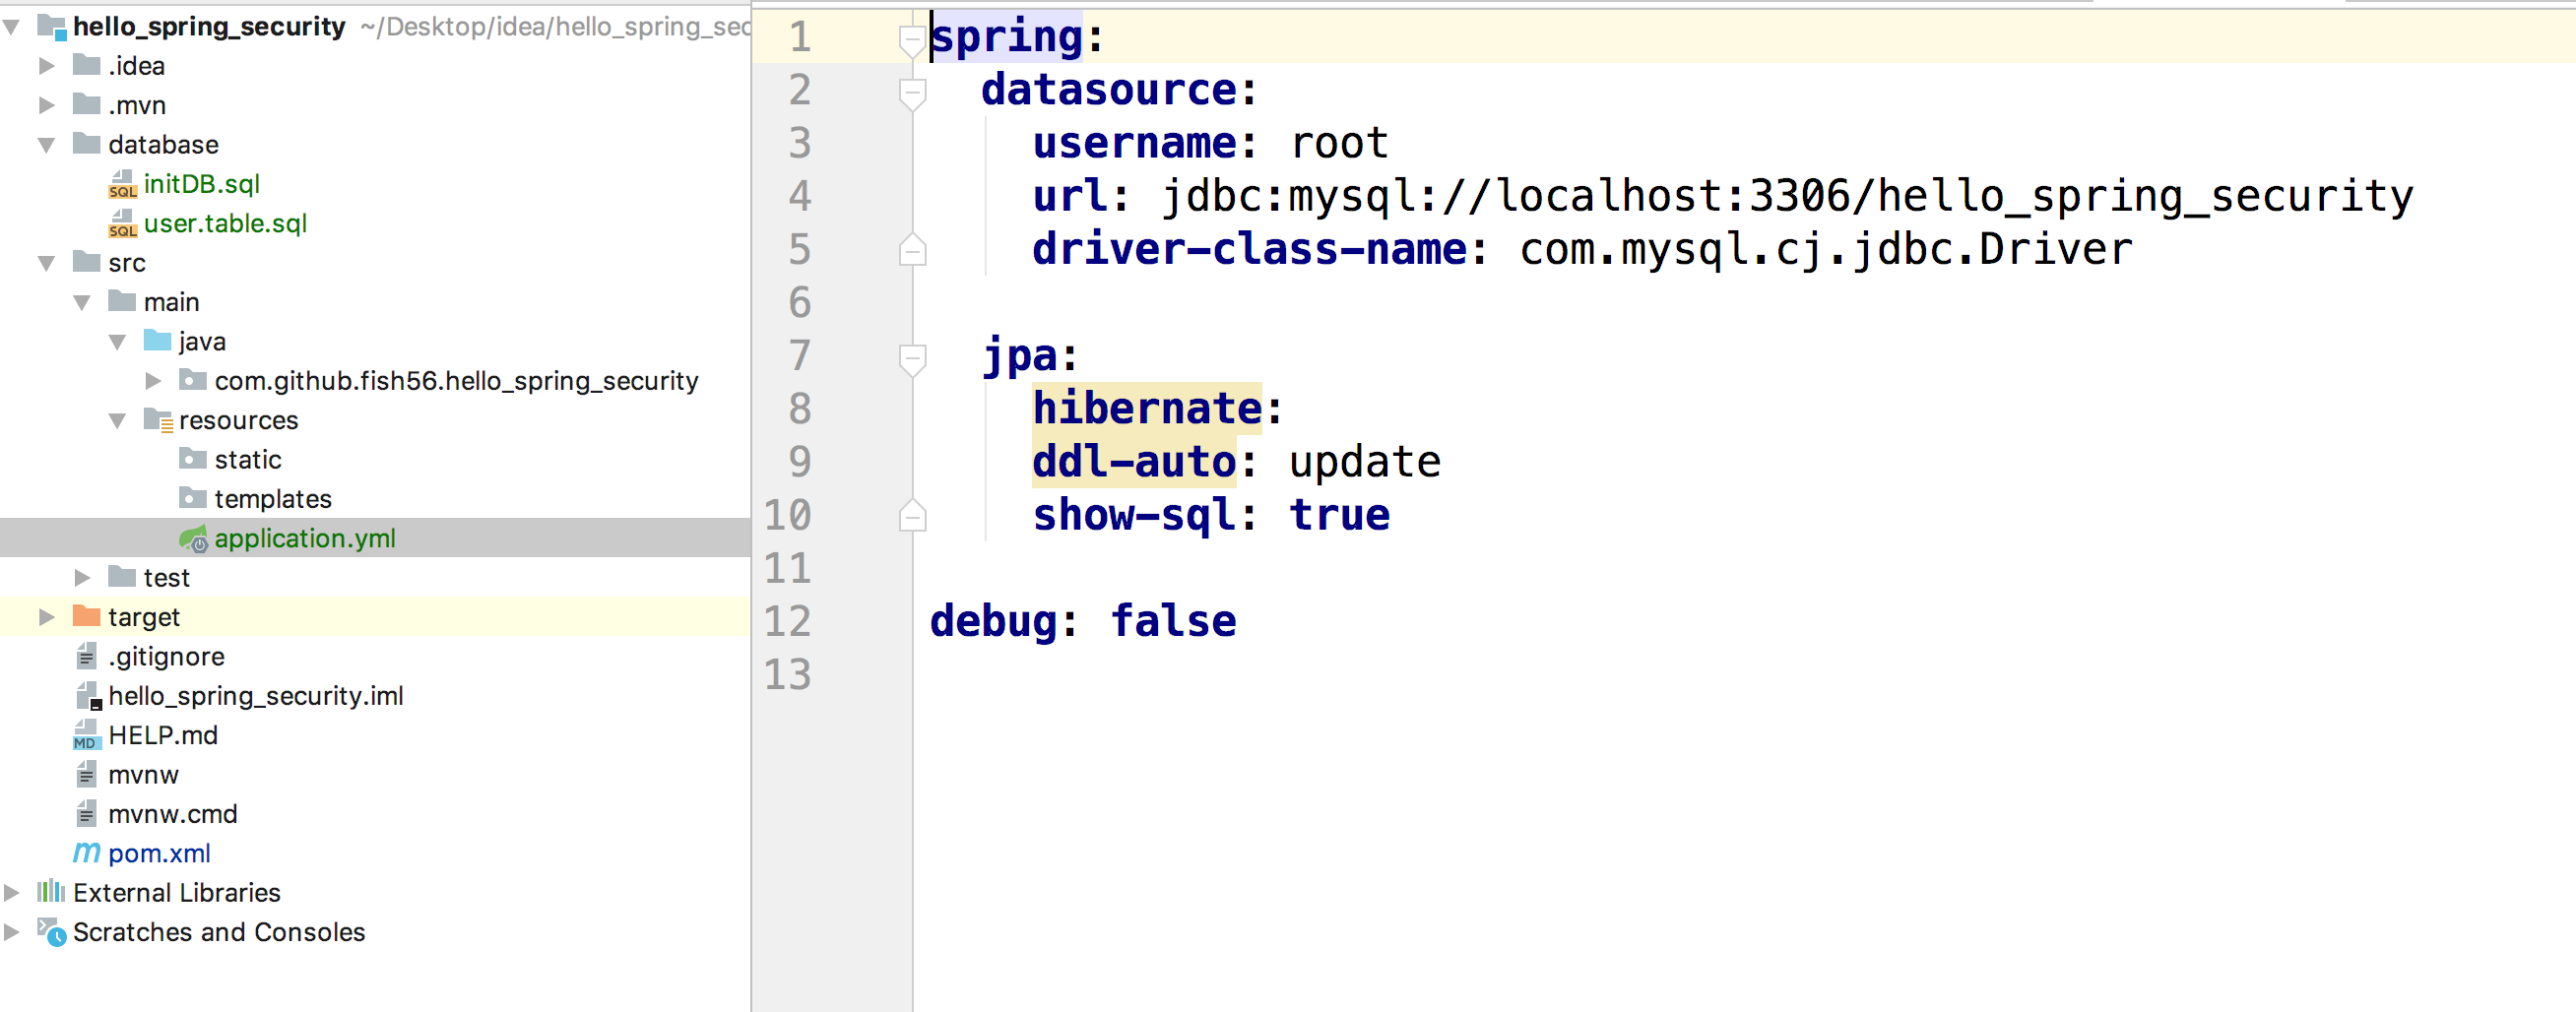 hello_spring_security ~/Desktop/idea/hello_spring_sec
.idea
.mvn
database
SQL initDB.sql
SQL user.table.sql
src
main
java
com.github.fish56.hello_spring_security
resources
static
templates
application.yml
test
target
.gitignore
hello_spring_security.iml
MD HELP.md
mvnw
mvnw.cmd
m pom.xml
External Libraries
Scratches and Consoles
1 spring:
2 datasource:
3 username: root
4 url: jdbc:mysql://localhost:3306/hello_spring_security
5 driver-class-name: com.mysql.cj.jdbc.Driver
6
7 jpa:
8 hibernate:
9 ddl-auto: update
10 show-sql: true
11
12 debug: false
13